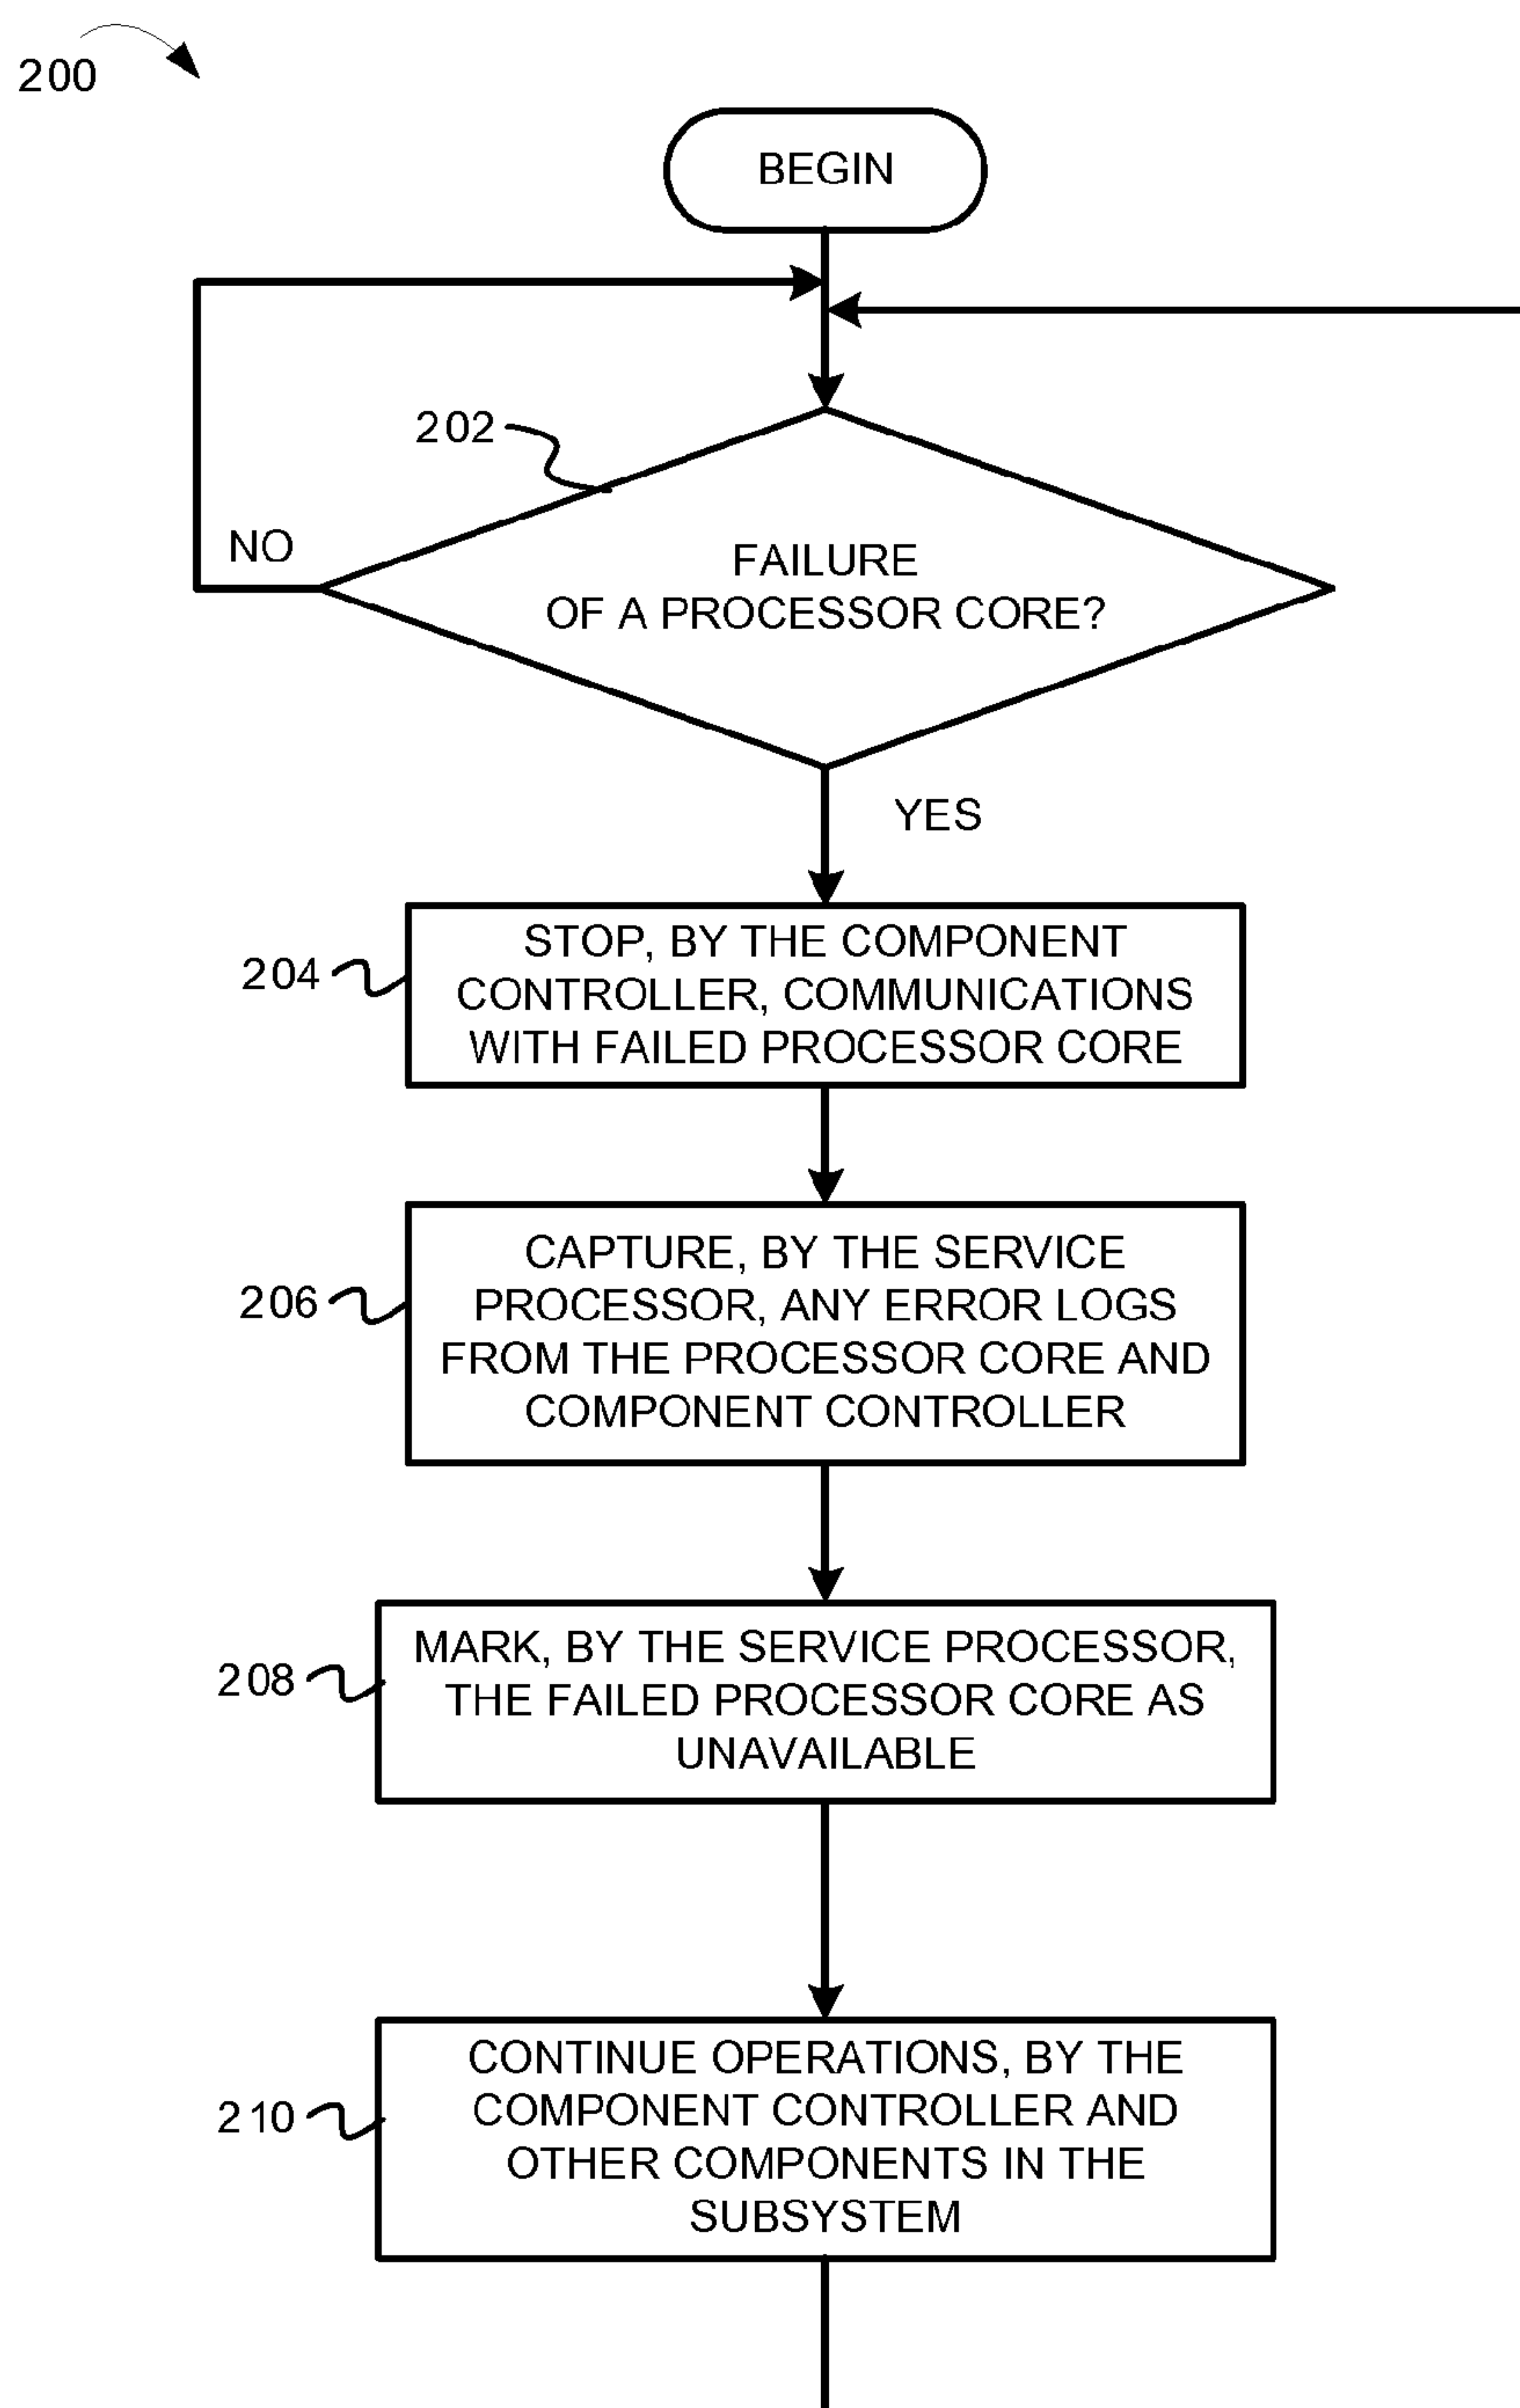 200
BEGIN
202
NO
FAILURE
OF A PROCESSOR CORE?
YES
204
STOP, BY THE COMPONENT
CONTROLLER, COMMUNICATIONS
WITH FAILED PROCESSOR CORE
206
CAPTURE, BY THE SERVICE
PROCESSOR, ANY ERROR LOGS
FROM THE PROCESSOR CORE AND
COMPONENT CONTROLLER
208
MARK, BY THE SERVICE PROCESSOR,
THE FAILED PROCESSOR CORE AS
UNAVAILABLE
210
CONTINUE OPERATIONS, BY THE
COMPONENT CONTROLLER AND
OTHER COMPONENTS IN THE
SUBSYSTEM